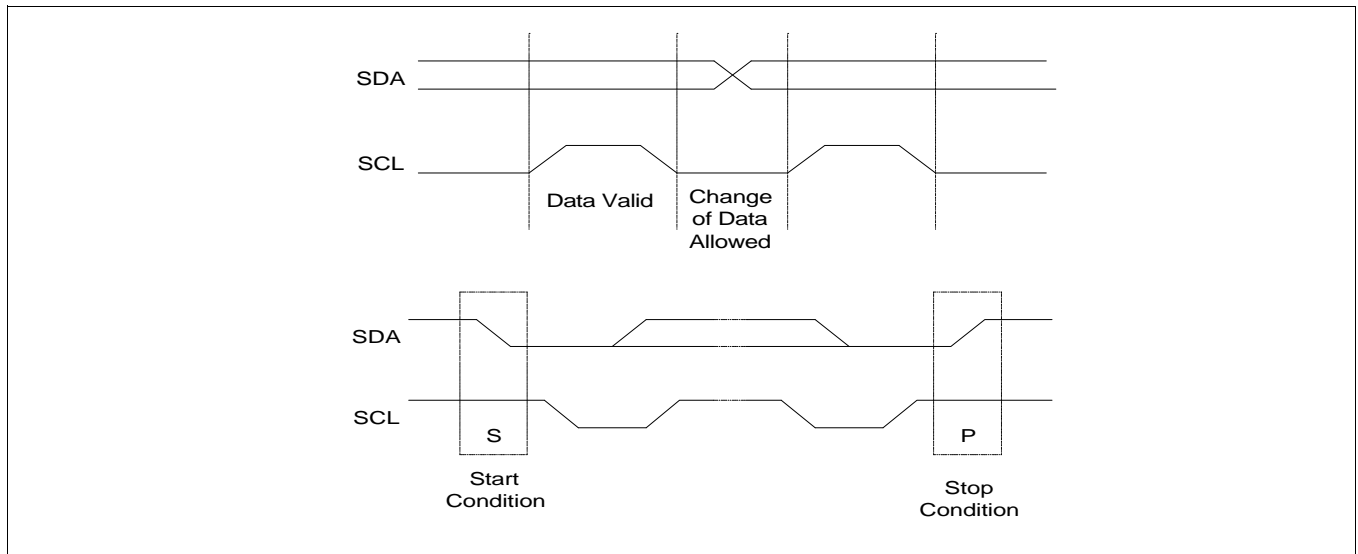 SDA
SCL
Data Valid
Change
of Data
Allowed
SDA
SCL
S
P
Start
Condition
Stop
Condition